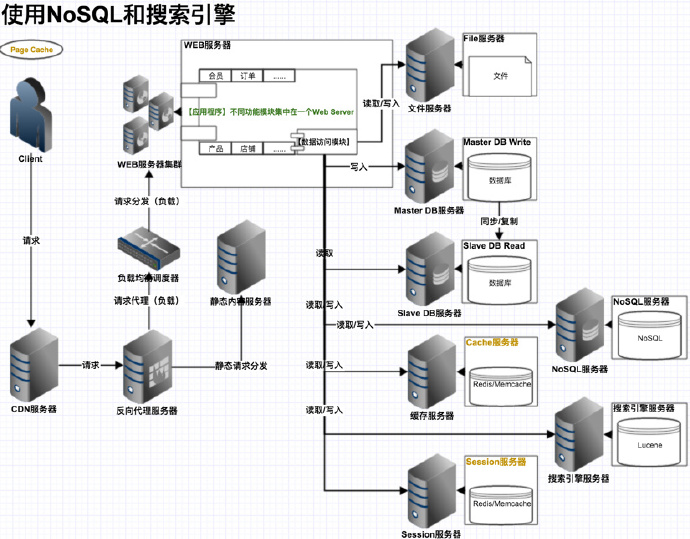 使用NoSQL和搜索引擎
Page Cache
WEB服务器
File服务器
会员
订单
......
文件
【应用程序】不同功能模块集中在一个Web Server
读取/写入
文件服务器
产品
店铺
......
【数据访问模块】
Client
WEB服务器集群
写入
Master DB Write
数据库
Master DB服务器
请求分发（负载）
同步/复制
请求
读取
Slave DB Read
数据库
负载均衡调度器
静态内容服务器
Slave DB服务器
请求代理（负载）
读取/写入
读取/写入
NoSQL服务器
NoSQL
NoSQL服务器
Cache服务器
Redis/Memcache
缓存服务器
请求
静态请求分发
读取/写入
CDN服务器
反向代理服务器
读取/写入
搜索引擎服务器
Lucene
搜索引擎服务器
Session服务器
Redis/Memcache
Session服务器